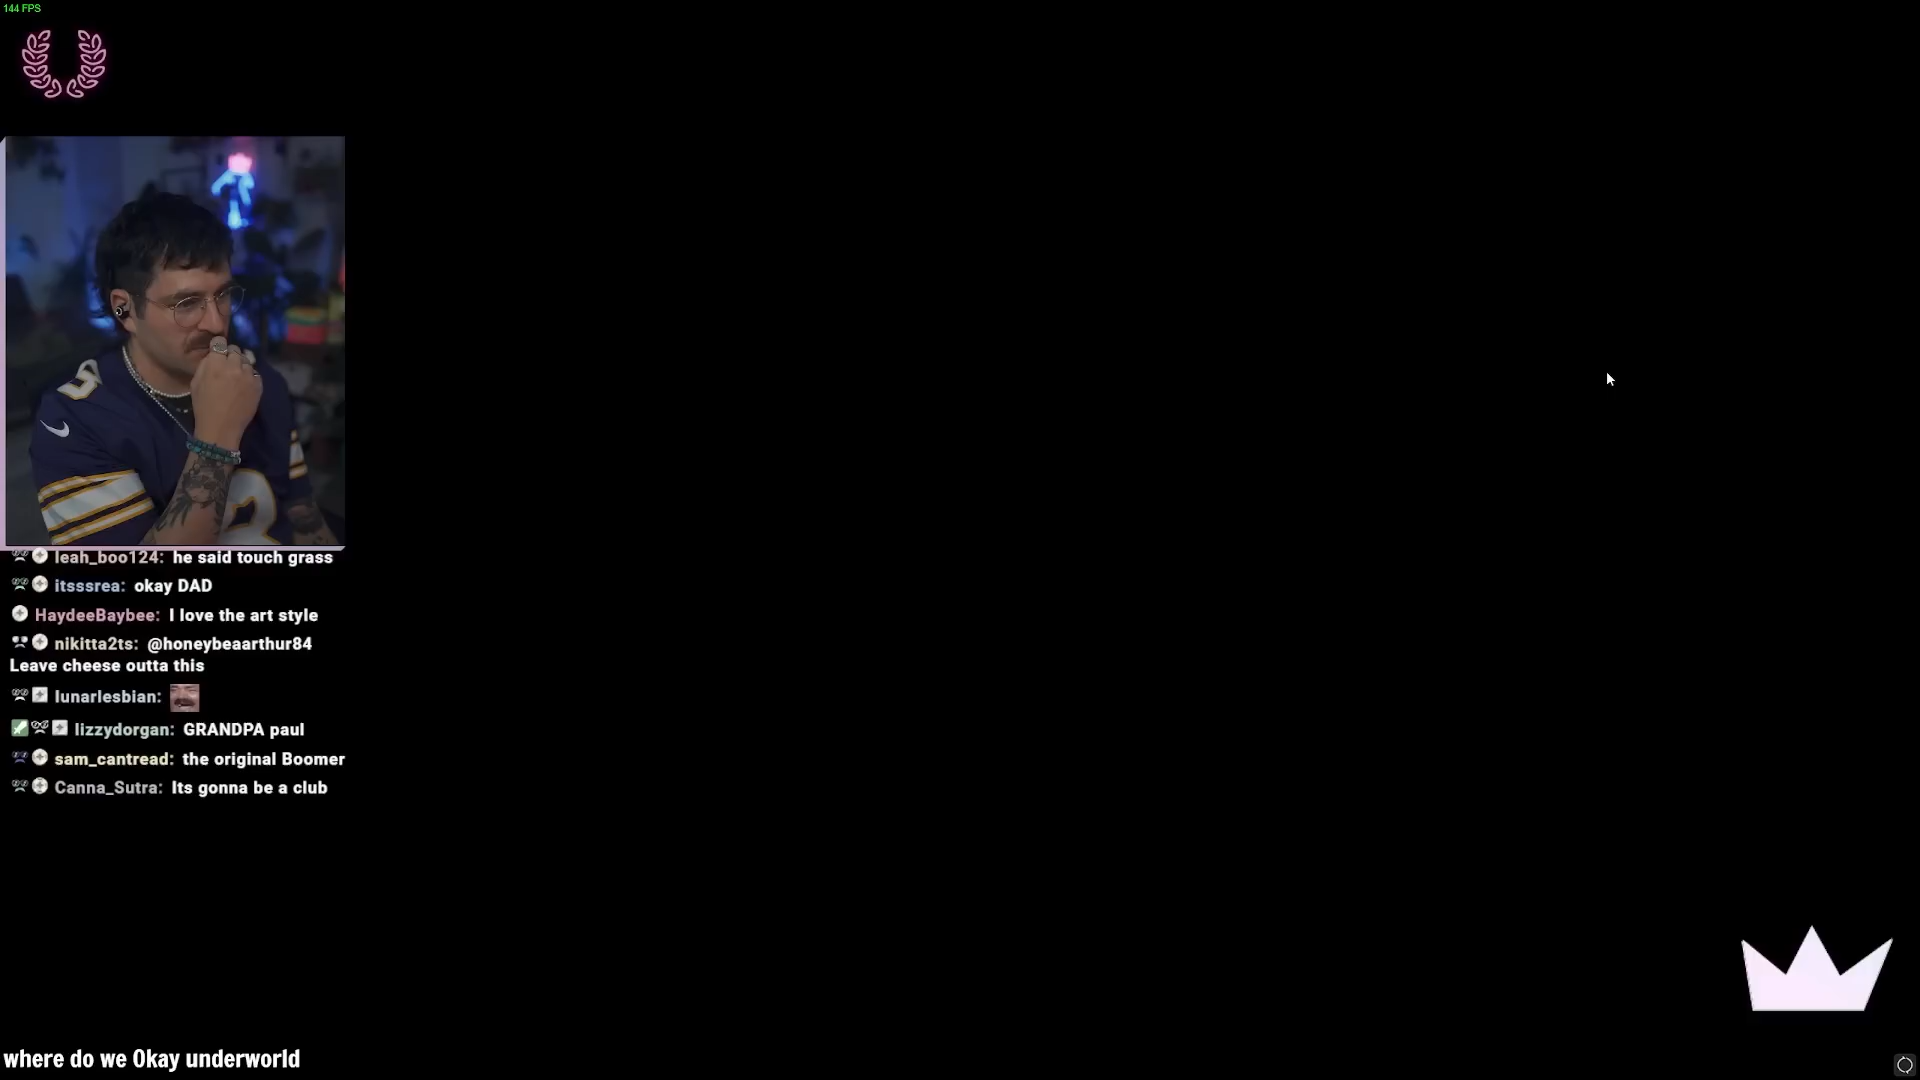 144 FPS
leah_boo124: he said touch grass
itsssrea: okay DAD
HaydeeBaybee: I love the art style
nikitta2ts: @honeybeaarthur84
Leave cheese outta this
lunarlesbian:
lizzydorgan: GRANDPA paul
sam_cantread: the original Boomer
Canna_Sutra: Its gonna be a club
where do we Okay underworld